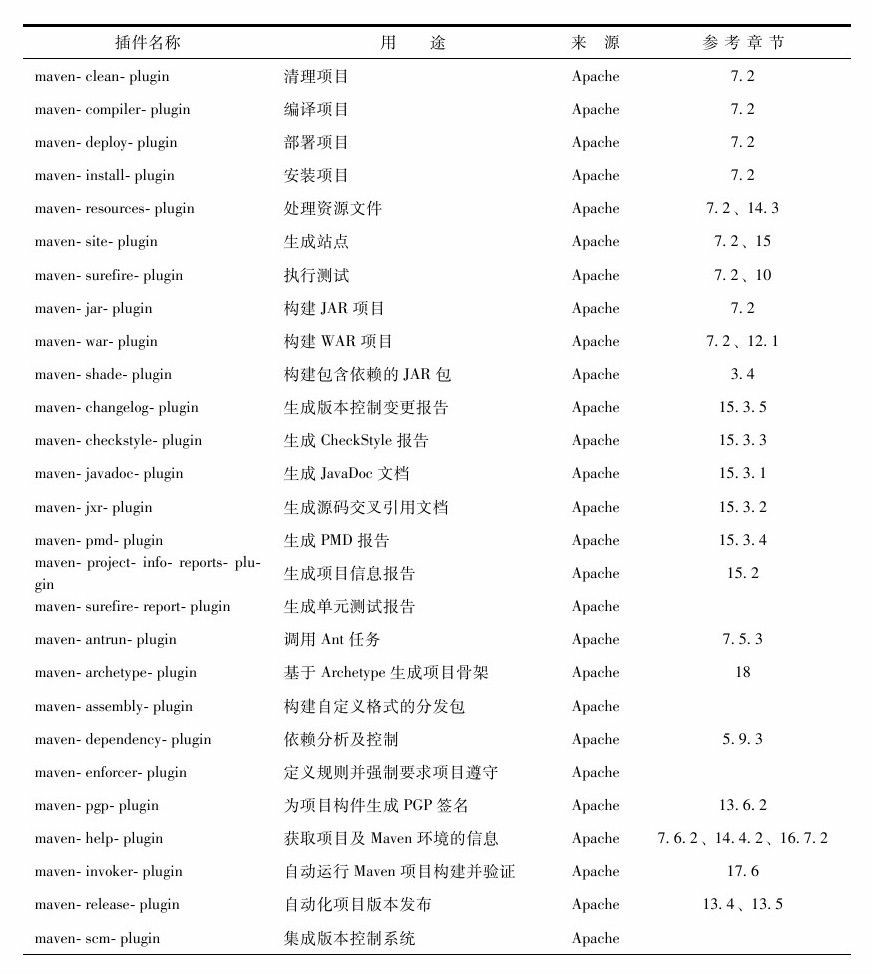 插件名称 用 途 来 源 参考章节
maven-clean-plugin 清理项目 Apache 7.2
maven-compiler-plugin 编译项目 Apache 7.2
maven-deploy-plugin 部署项目 Apache 7.2
maven-install-plugin 安装项目 Apache 7.2
maven-resources-plugin 处理资源文件 Apache 7.2、14.3
maven-site-plugin 生成站点 Apache 7.2、15
maven-surefire-plugin 执行测试 Apache 7.2、10
maven-jar-plugin 构建 JAR 项目 Apache 7.2
maven-war-plugin 构建 WAR 项目 Apache 7.2、12.1
maven-shade-plugin 构建包含依赖的 JAR 包 Apache 3.4
maven-changelog-plugin 生成版本控制变更报告 Apache 15.3.5
maven-checkstyle-plugin 生成 CheckStyle 报告 Apache 15.3.3
maven-javadoc-plugin 生成 JavaDoc 文档 Apache 15.3.1
maven-jxr-plugin 生成源码交叉引用文档 Apache 15.3.2
maven-pmd-plugin 生成 PMD 报告 Apache 15.3.4
maven-project-info-reports-plu-
gin 生成项目信息报告 Apache 15.2
maven-surefire-report-plugin 生成单元测试报告 Apache
maven-antrun-plugin 调用 Ant 任务 Apache 7.5.3
maven-archetype-plugin 基于 Archetype 生成项目骨架 Apache 18
maven-assembly-plugin 构建自定义格式的分发包 Apache
maven-dependency-plugin 依赖分析及控制 Apache 5.9.3
maven-enforcer-plugin 定义规则并强制要求项目遵守 Apache
maven-pgp-plugin 为项目构件生成 PGP 签名 Apache 13.6.2
maven-help-plugin 获取项目及 Maven 环境的信息 Apache 7.6.2、14.4.2、16.7.2
maven-invoker-plugin 自动运行 Maven 项目构建并验证 Apache 17.6
maven-release-plugin 自动化项目版本发布 Apache 13.4、13.5
maven-scm-plugin 集成版本控制系统 Apache